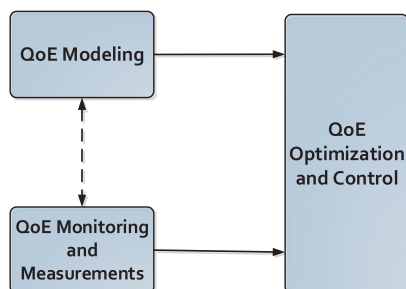 QoE Modeling
QoE
Optimization
and Control
QoE Monitoring
and
Measurements